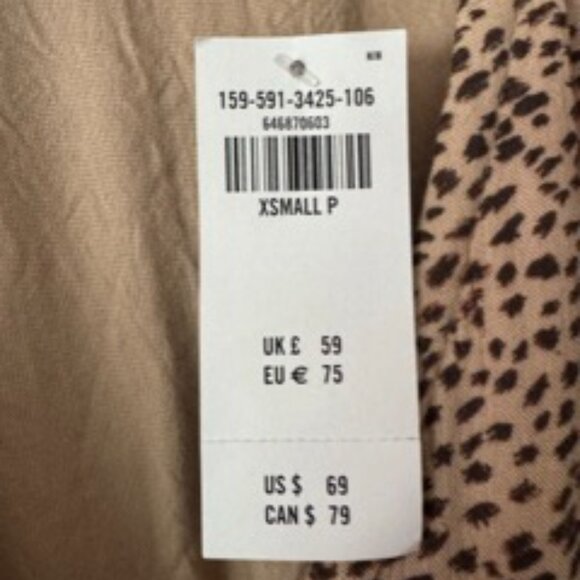 159-591-3425-106
646870603
XSMALL P
UK £ 59
EU € 75
US $ 69
CAN $ 79